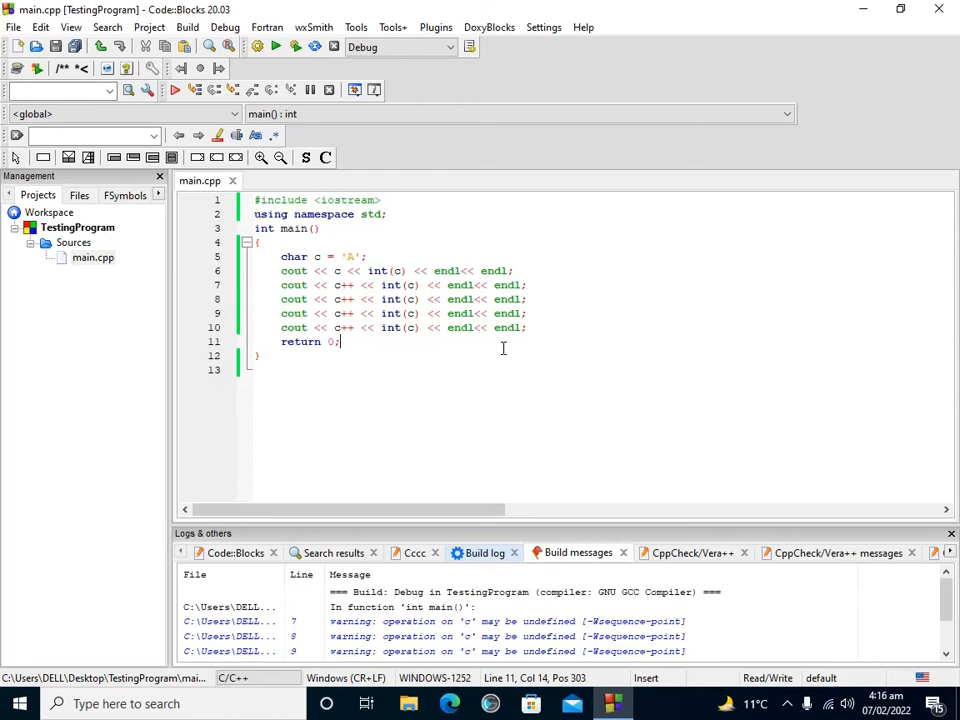 main.cpp [TestingProgram] - Code::Blocks 20.03
File Edit View Search Project Build Debug Fortran wxSmith Tools Tools+ Plugins DoxyBlocks Settings Help
Debug
/** *<
<global> main() : int
Aa .*
S C
Management
Projects Files FSymbols
Workspace
TestingProgram
Sources
main.cpp
main.cpp
1 #include <iostream>
2 using namespace std;
3 int main()
4 {
5 char c = 'A';
6 cout << c << int(c) << endl<< endl;
7 cout << c++ << int(c) << endl<< endl;
8 cout << c++ << int(c) << endl<< endl;
9 cout << c++ << int(c) << endl<< endl;
10 cout << c++ << int(c) << endl<< endl;
11 return 0;
12 }
13
Logs & others
Code::Blocks Search results Cccc Build log Build messages CppCheck/Vera++ CppCheck/Vera++ messages
File Line Message
=== Build: Debug in TestingProgram (compiler: GNU GCC Compiler) ===
C:\Users\DELL... In function 'int main()':
C:\Users\DELL... 7 warning: operation on 'c' may be undefined [-Wsequence-point]
C:\Users\DELL... 8 warning: operation on 'c' may be undefined [-Wsequence-point]
C:\Users\DELL... 9 warning: operation on 'c' may be undefined [-Wsequence-point]
C:\Users\DELL\Desktop\TestingProgram\mai... C/C++ Windows (CR+LF) WINDOWS-1252 Line 11, Col 14, Pos 303 Insert Read/Write default
Type here to search 11°C 4:16 am
07/02/2022
15